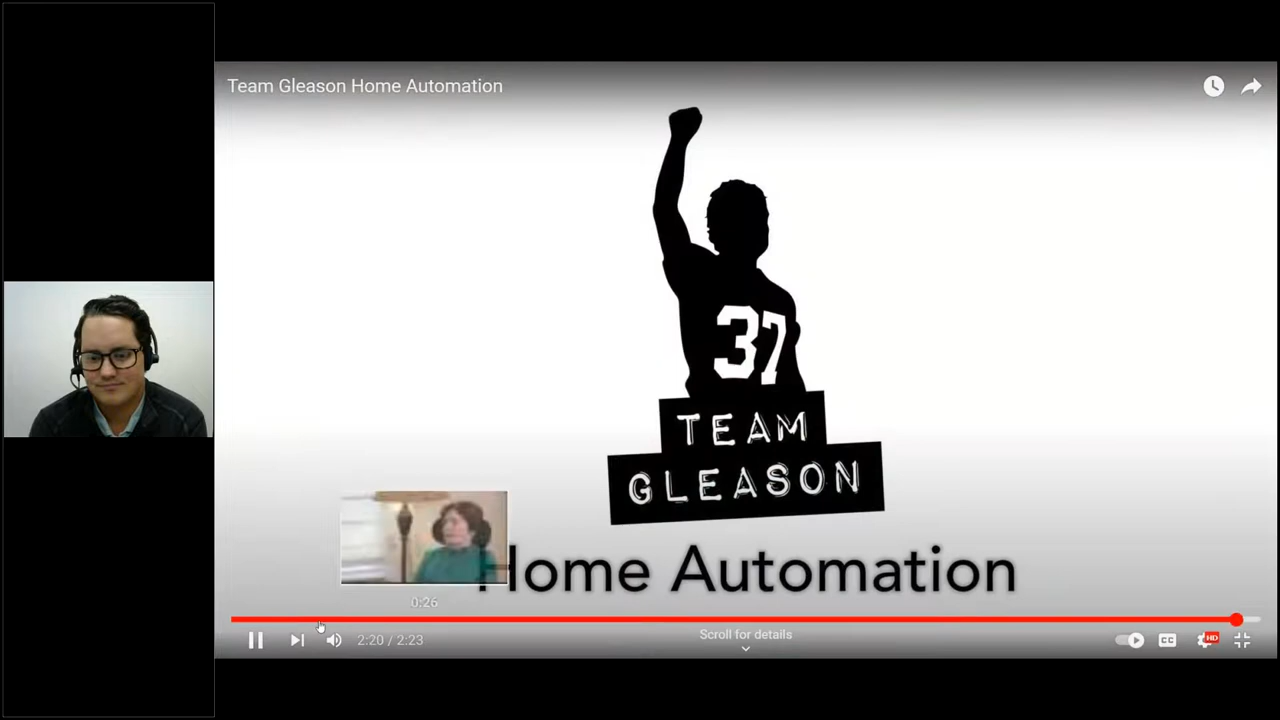 Team Gleason Home Automation
37
TEAM
GLEASON
Home Automation
0:26
2:20 / 2:23
Scroll for details
CC
HD